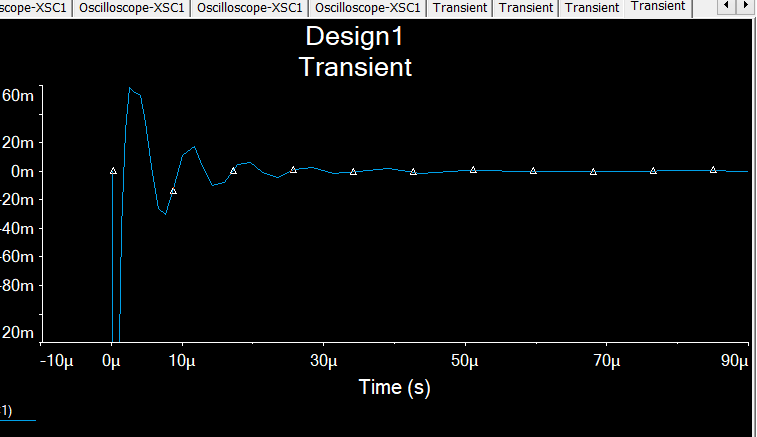 scope-XSC1 Oscilloscope-XSC1 Oscilloscope-XSC1 Oscilloscope-XSC1 Transient Transient Transient Transient
Design1
Transient
60m
20m
0m
-20m
-40m
-60m
-80m
20m
-10µ 0µ 10µ 30µ 50µ 70µ 90µ
Time (s)
1)